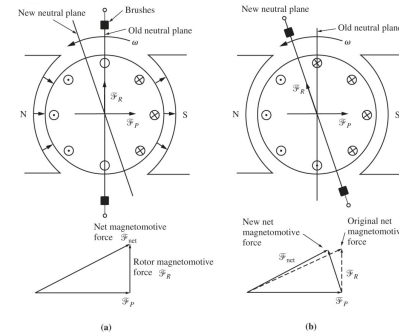 New neutral plane
Brushes
Old neutral plane
ω
N
S
ℱR
ℱP
Net magnetomotive
force ℱnet
Rotor magnetomotive
force ℱR
ℱP
(a)
New neutral plane
Old neutral plane
ω
N
S
ℱR
ℱP
New net
magnetomotive
force
ℱnet
Original net
magnetomotive
force
ℱR
ℱP
(b)